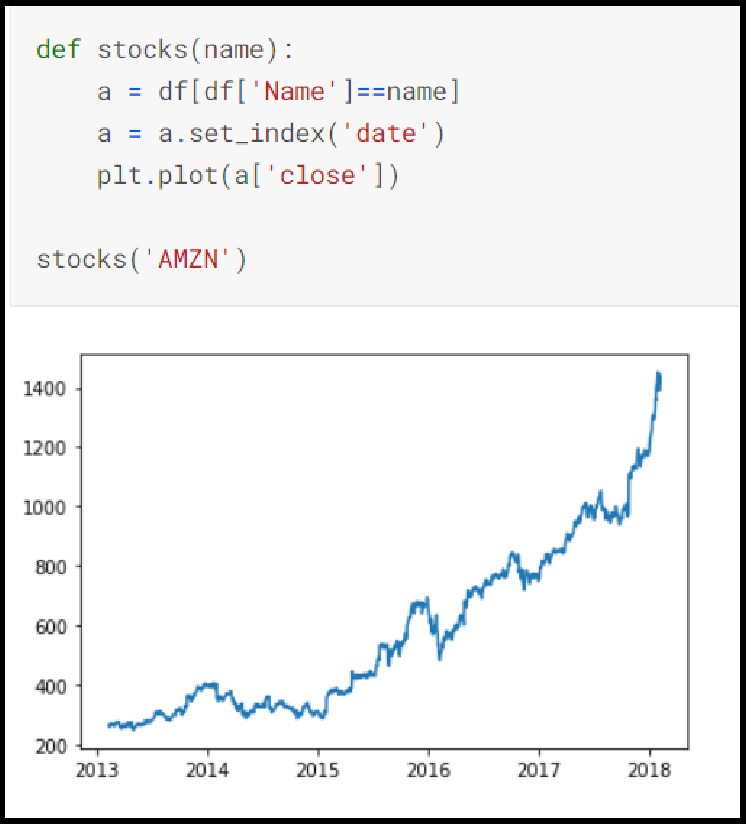 def stocks(name):
    a = df[df['Name']==name]
    a = a.set_index('date')
    plt.plot(a['close'])
stocks('AMZN')
1400
1200
1000
800
600
400
200
2013 2014 2015 2016 2017 2018